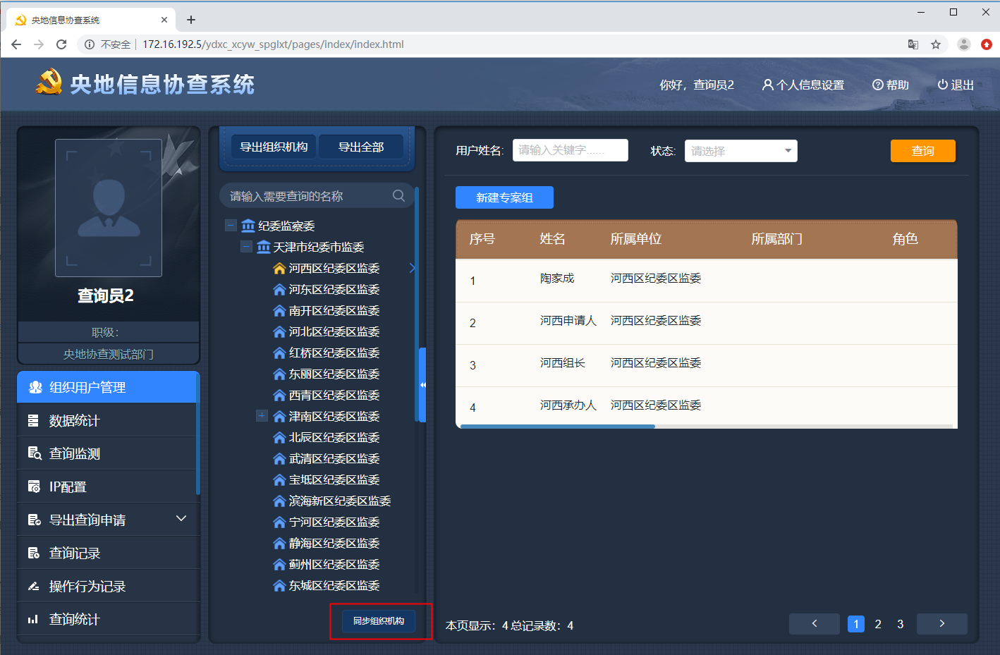 央地信息协查系统
不安全 172.16.192.5/ydxc_xcyw_spglxt/pages/index/index.html
央地信息协查系统
你好，查询员2 个人信息设置 帮助 退出
查询员2
职级：
央地协查测试部门
组织用户管理
数据统计
查询监测
IP配置
导出查询申请
查询记录
操作行为记录
查询统计
导出组织机构 导出全部
请输入需要查询的名称
纪委监察委
天津市纪委市监委
河西区纪委区监委
河东区纪委区监委
南开区纪委区监委
河北区纪委区监委
红桥区纪委区监委
东丽区纪委区监委
西青区纪委区监委
津南区纪委区监委
北辰区纪委区监委
武清区纪委区监委
宝坻区纪委区监委
滨海新区纪委区监委
宁河区纪委区监委
静海区纪委区监委
蓟州区纪委区监委
东城区纪委区监委
同步组织机构
用户姓名: 请输入关键字...... 状态: 请选择 查询
新建专案组
序号 姓名 所属单位 所属部门 角色
1 陶家成 河西区纪委区监委
2 河西申请人 河西区纪委区监委
3 河西组长 河西区纪委区监委
4 河西承办人 河西区纪委区监委
本页显示：4 总记录数：4
1 2 3